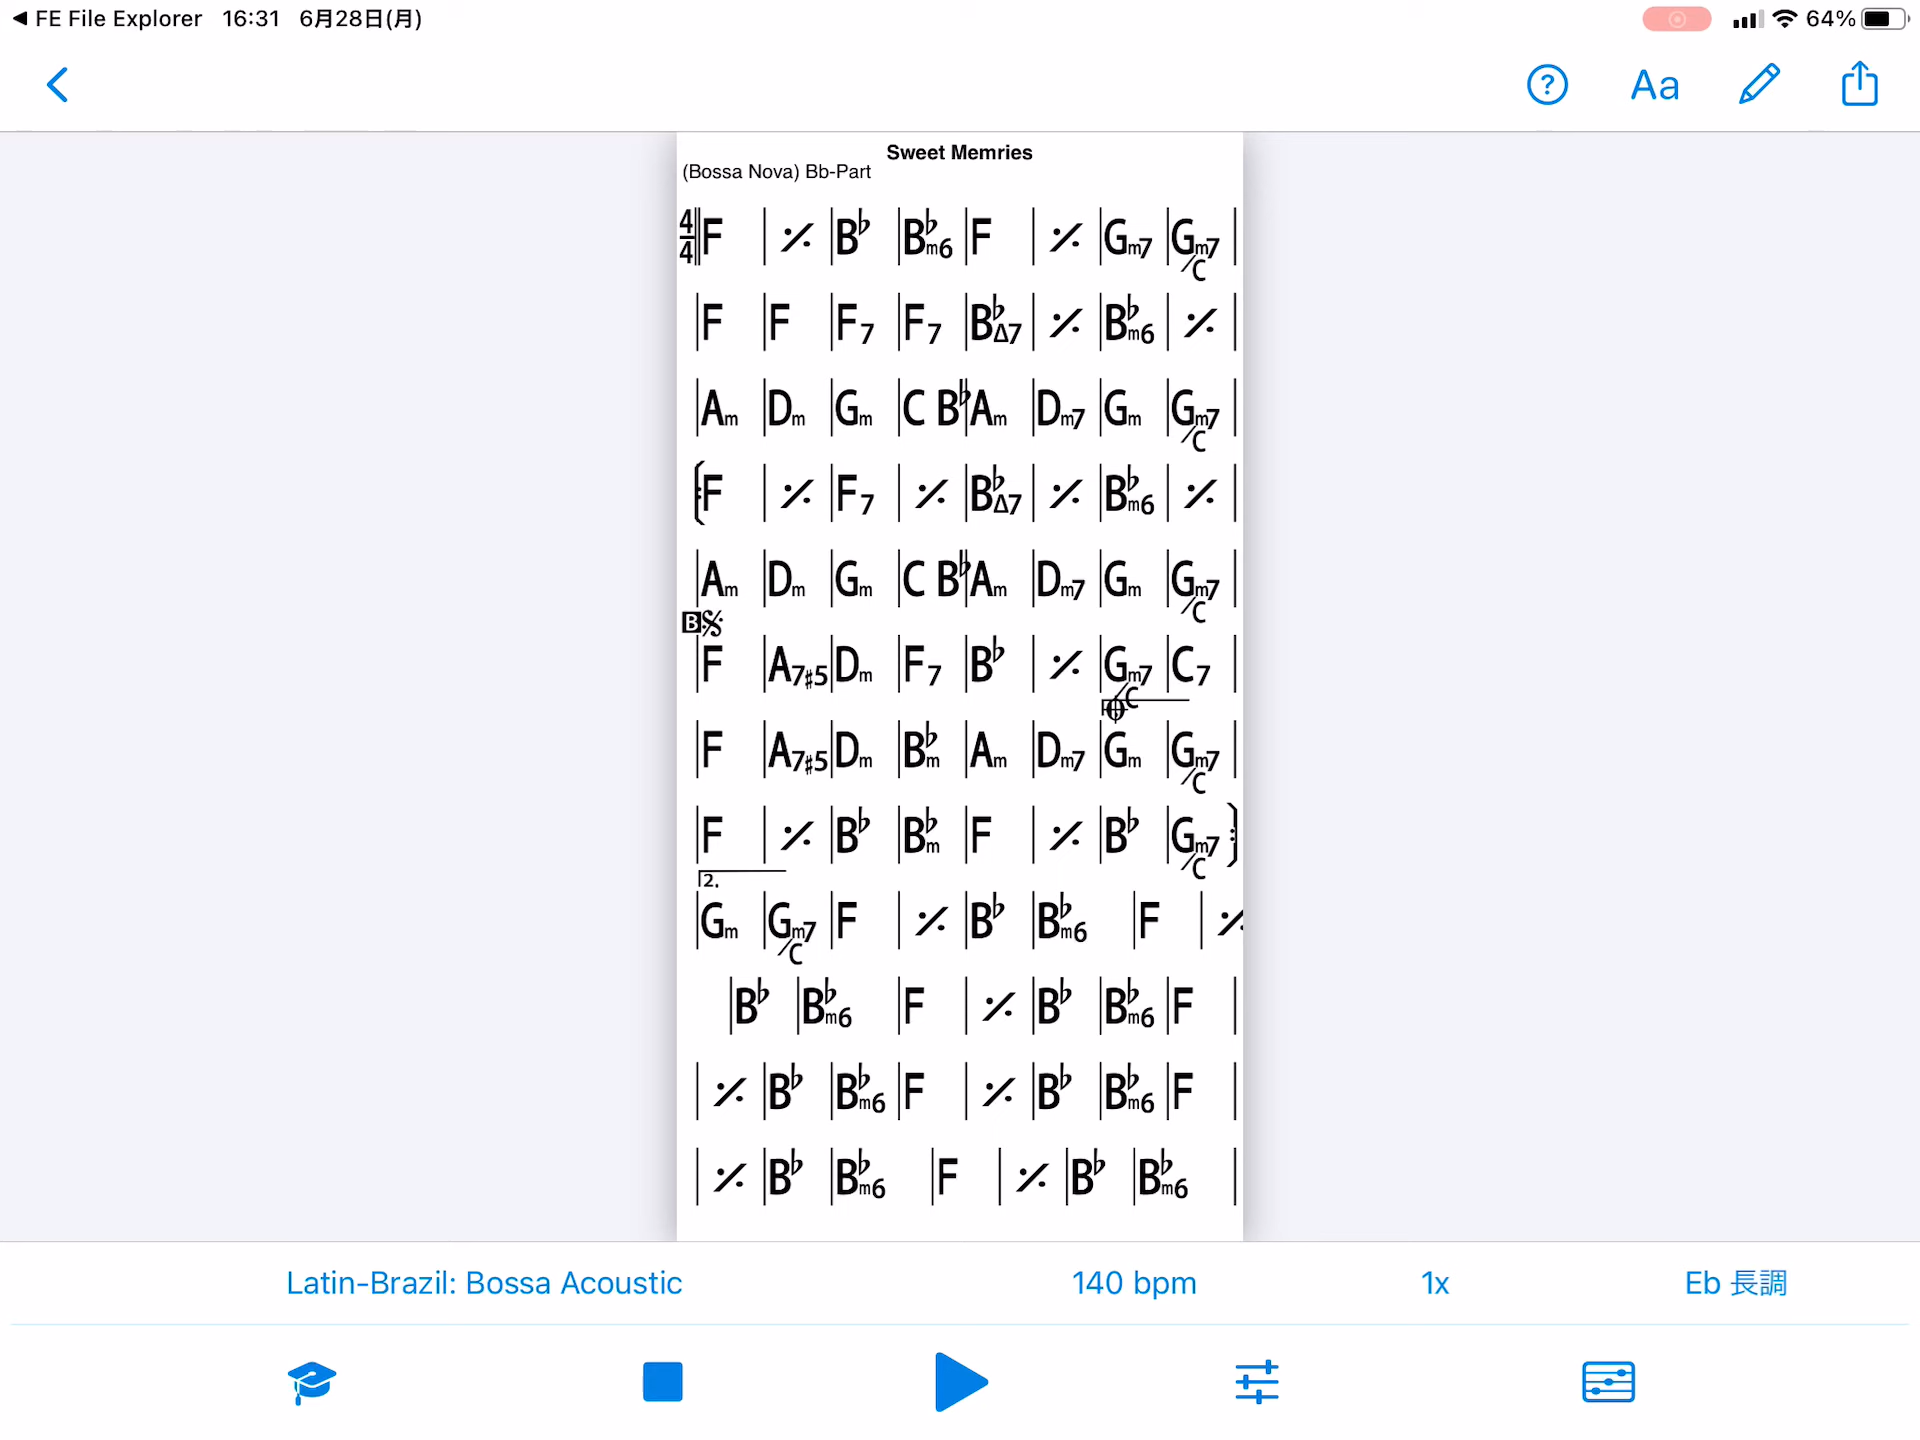 ◀ FE File Explorer 16:31 6月28日(月) 64%
? Aa
Sweet Memries
(Bossa Nova) Bb-Part
4/4 F | 𝄎 | B♭ | B♭m6 | F | 𝄎 | Gm7 | Gm7/C |
F | F | F7 | F7 | B♭Δ7 | 𝄎 | B♭m6 | 𝄎 |
Am | Dm | Gm | C B♭ | Am | Dm7 | Gm | Gm7/C |
F | 𝄎 | F7 | 𝄎 | B♭Δ7 | 𝄎 | B♭m6 | 𝄎 |
Am | Dm | Gm | C B♭ | Am | Dm7 | Gm | Gm7/C |
B 𝄋
F | A7♯5 | Dm | F7 | B♭ | 𝄎 | Gm7/C | C7 |
𝄌
F | A7♯5 | Dm | B♭m | Am | Dm7 | Gm | Gm7/C |
F | 𝄎 | B♭ | B♭m | F | 𝄎 | B♭ | Gm7/C
2.
Gm | Gm7/C | F | 𝄎 | B♭ | B♭m6 | F | 𝄎
B♭ | B♭m6 | F | 𝄎 | B♭ | B♭m6 | F |
𝄎 | B♭ | B♭m6 | F | 𝄎 | B♭ | B♭m6 | F |
𝄎 | B♭ | B♭m6 | F | 𝄎 | B♭ | B♭m6 |
Latin-Brazil: Bossa Acoustic 140 bpm 1x Eb 長調